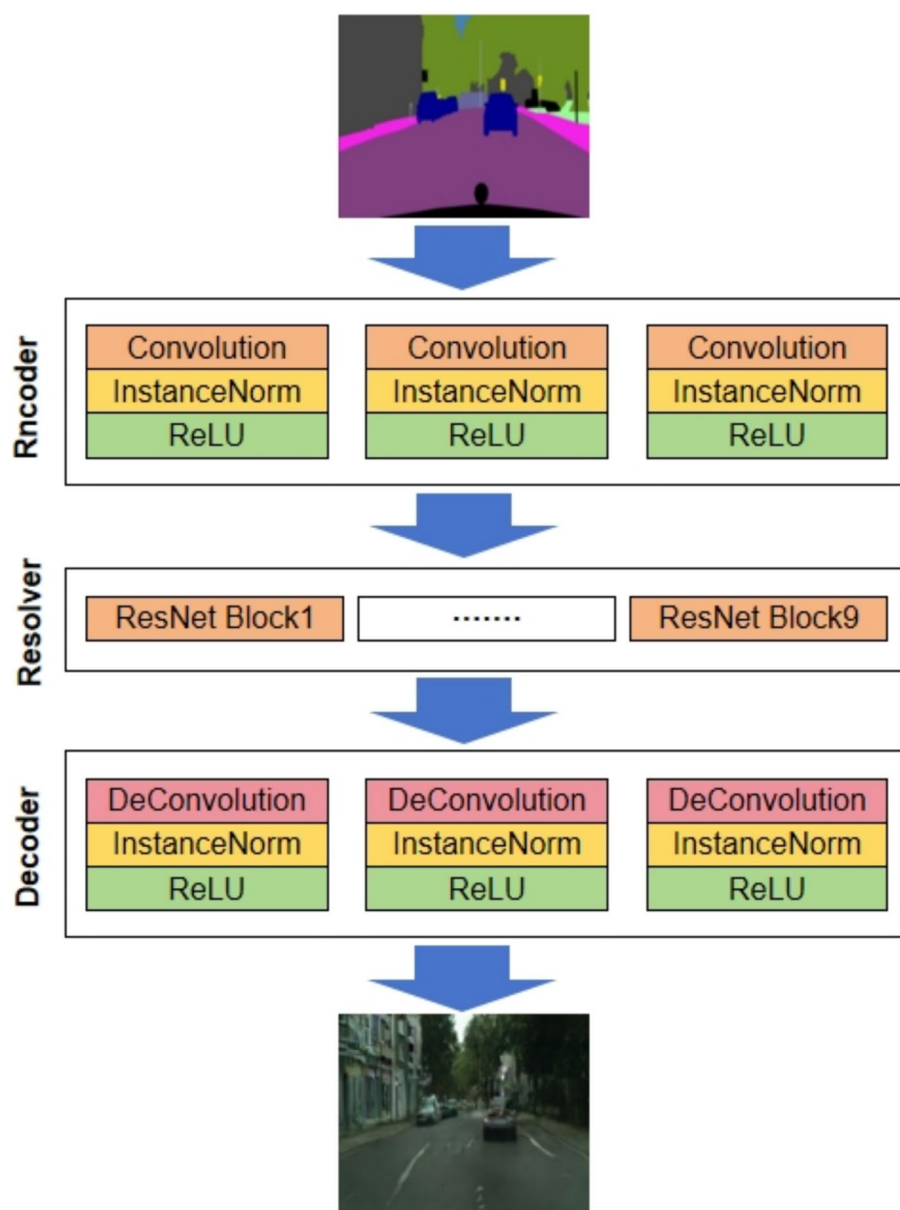 Rncoder
Convolution Convolution Convolution
InstanceNorm InstanceNorm InstanceNorm
ReLU ReLU ReLU
Resolver
ResNet Block1 ....... ResNet Block9
Decoder
DeConvolution DeConvolution DeConvolution
InstanceNorm InstanceNorm InstanceNorm
ReLU ReLU ReLU